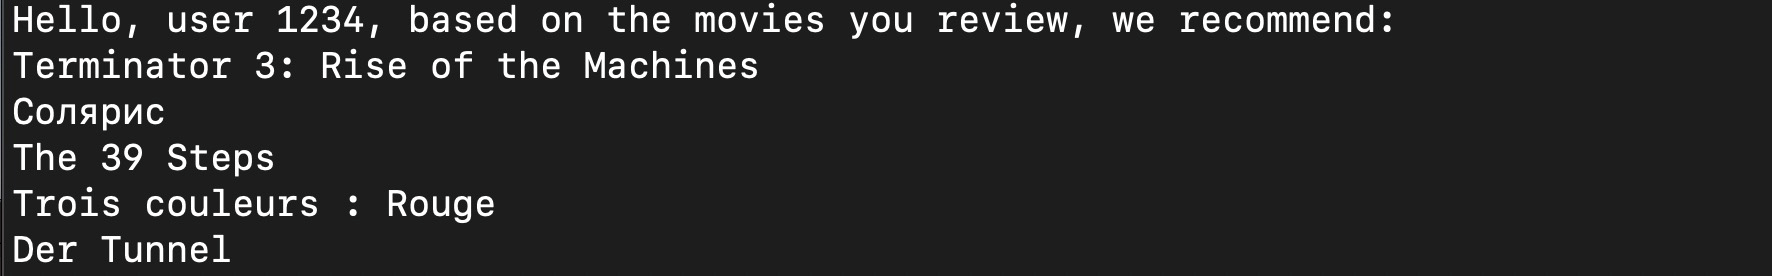 Hello, user 1234, based on the movies you review, we recommend:
Terminator 3: Rise of the Machines
Солярис
The 39 Steps
Trois couleurs : Rouge
Der Tunnel